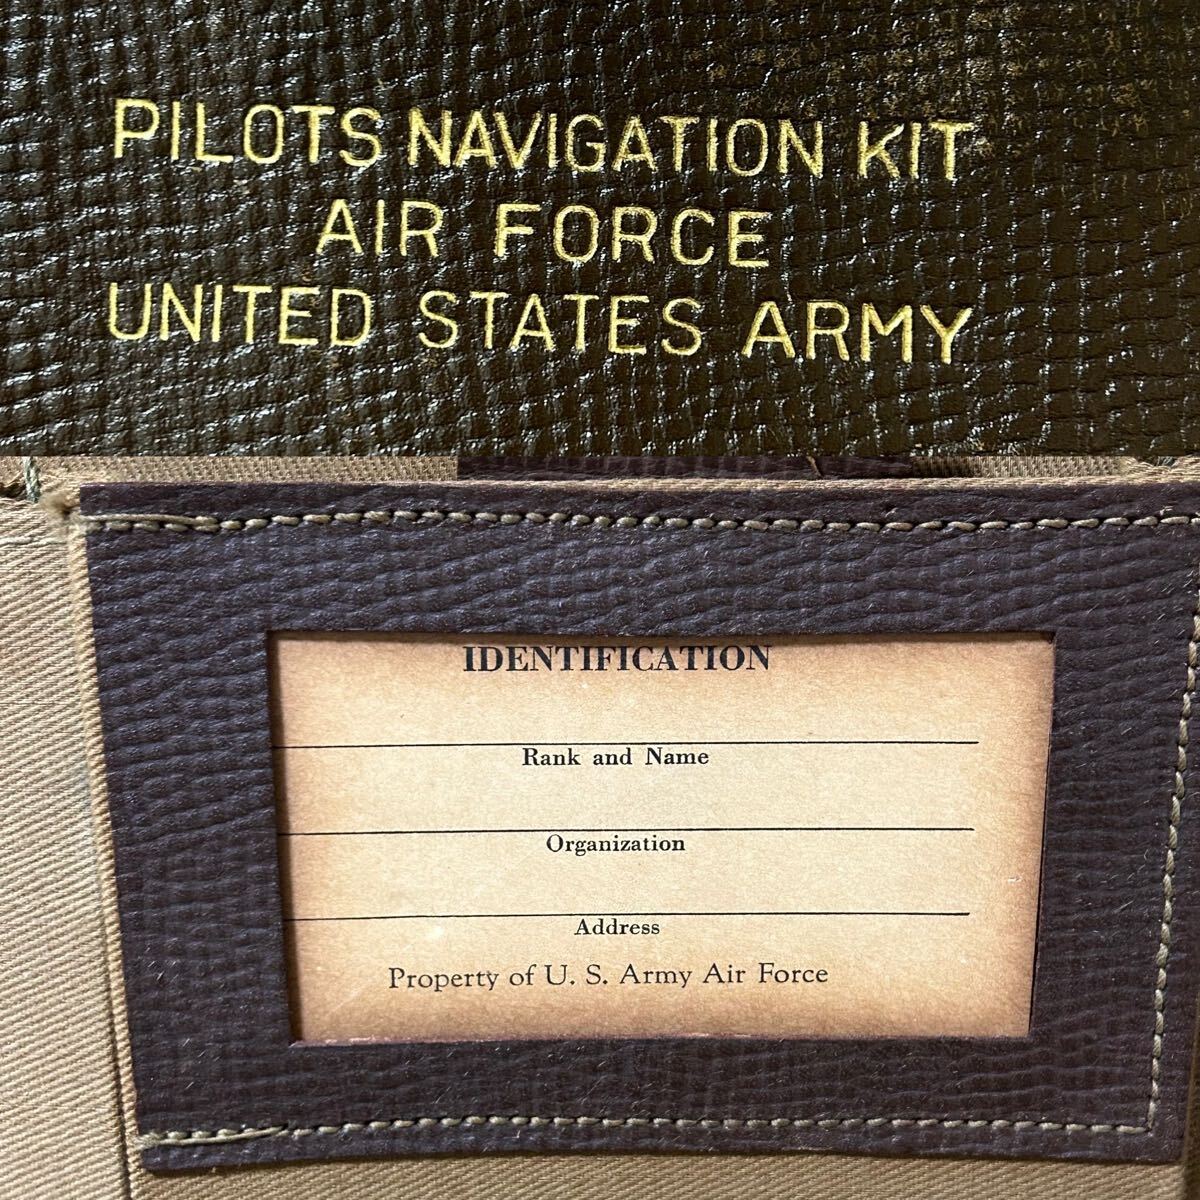 PILOTS NAVIGATION KIT
AIR FORCE
UNITED STATES ARMY
IDENTIFICATION
Rank and Name
Organization
Address
Property of U. S. Army Air Force